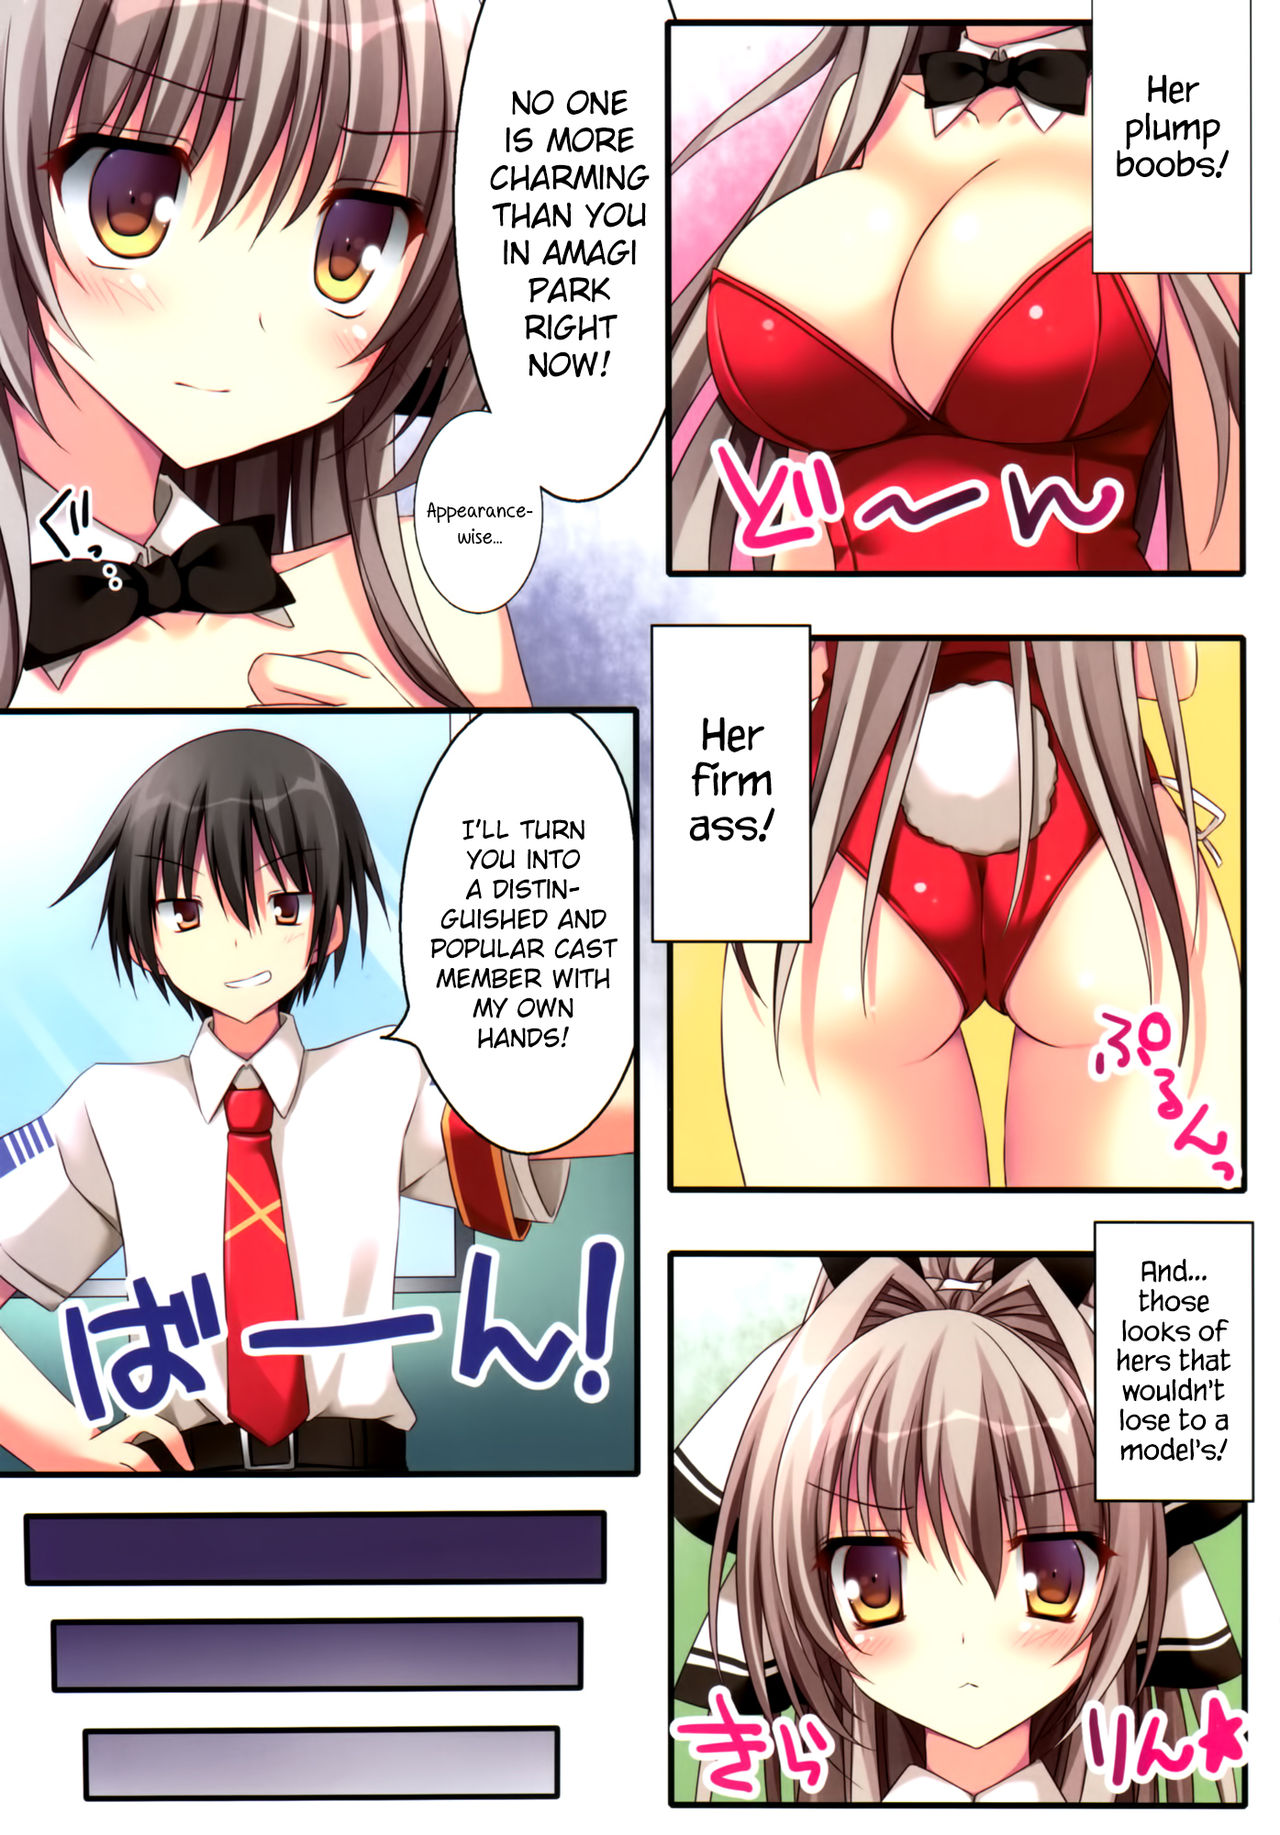 Her
plump
boobs!
ど〜ん
Her
firm
ass!
ぷるんっ
And...
those
looks of
hers that
wouldn't
lose to a
model's!
きらりん☆
NO ONE
IS MORE
CHARMING
THAN YOU
IN AMAGI
PARK
RIGHT
NOW!
Appearance-
wise...
ぐっ…
I'LL TURN
YOU INTO
A DISTIN-
GUISHED AND
POPULAR CAST
MEMBER WITH
MY OWN
HANDS!
ばーん!